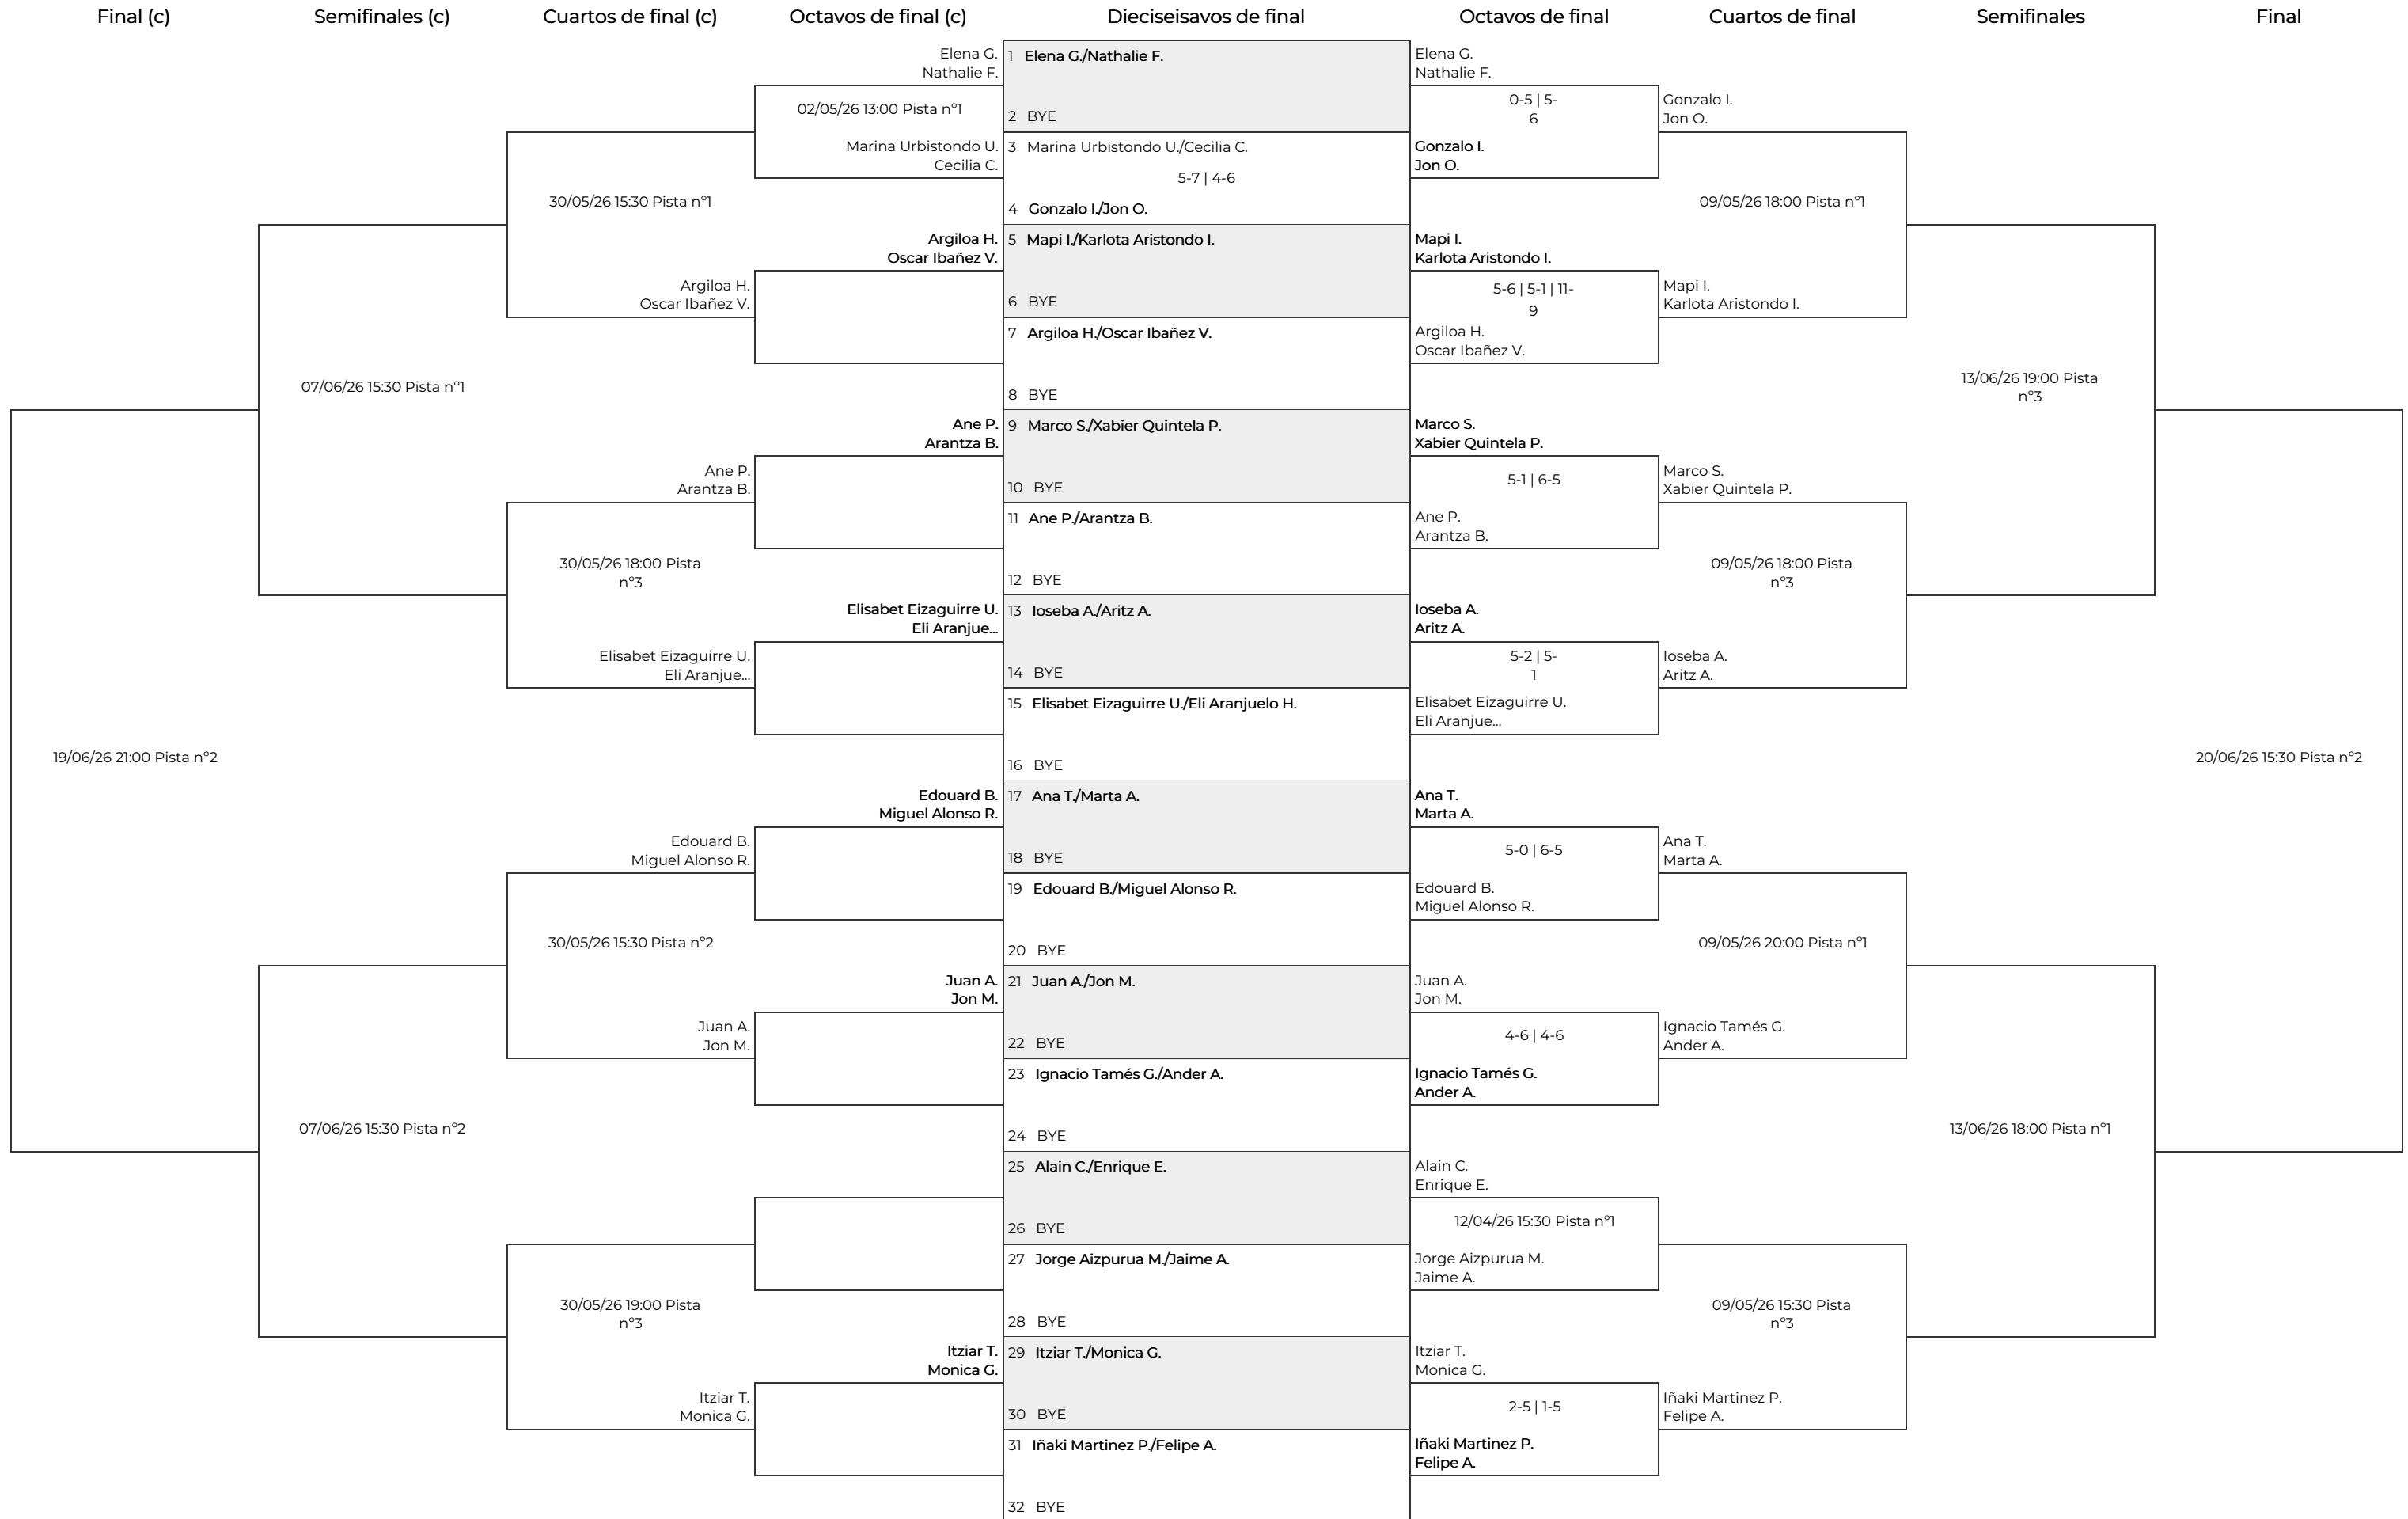 Final (c)
Semifinales (c)
Cuartos de final (c)
Octavos de final (c)
Dieciseisavos de final
Octavos de final
Cuartos de final
Semifinales
Final
19/06/26 21:00 Pista nº2
07/06/26 15:30 Pista nº1
07/06/26 15:30 Pista nº2
30/05/26 15:30 Pista nº1
Argiloa H.
Oscar Ibañez V.
Ane P.
Arantza B.
30/05/26 18:00 Pista
nº3
Elisabet Eizaguirre U.
Eli Aranjue...
Edouard B.
Miguel Alonso R.
30/05/26 15:30 Pista nº2
Juan A.
Jon M.
30/05/26 19:00 Pista
nº3
Itziar T.
Monica G.
Elena G.
Nathalie F.
02/05/26 13:00 Pista nº1
Marina Urbistondo U.
Cecilia C.
Argiloa H.
Oscar Ibañez V.
Ane P.
Arantza B.
Elisabet Eizaguirre U.
Eli Aranjue...
Edouard B.
Miguel Alonso R.
Juan A.
Jon M.
Itziar T.
Monica G.
1 Elena G./Nathalie F.
2 BYE
3 Marina Urbistondo U./Cecilia C.
5-7 | 4-6
4 Gonzalo I./Jon O.
5 Mapi I./Karlota Aristondo I.
6 BYE
7 Argiloa H./Oscar Ibañez V.
8 BYE
9 Marco S./Xabier Quintela P.
10 BYE
11 Ane P./Arantza B.
12 BYE
13 Ioseba A./Aritz A.
14 BYE
15 Elisabet Eizaguirre U./Eli Aranjuelo H.
16 BYE
17 Ana T./Marta A.
18 BYE
19 Edouard B./Miguel Alonso R.
20 BYE
21 Juan A./Jon M.
22 BYE
23 Ignacio Tamés G./Ander A.
24 BYE
25 Alain C./Enrique E.
26 BYE
27 Jorge Aizpurua M./Jaime A.
28 BYE
29 Itziar T./Monica G.
30 BYE
31 Iñaki Martinez P./Felipe A.
32 BYE
Elena G.
Nathalie F.
0-5 | 5-
6
Gonzalo I.
Jon O.
Mapi I.
Karlota Aristondo I.
5-6 | 5-1 | 11-
9
Argiloa H.
Oscar Ibañez V.
Marco S.
Xabier Quintela P.
5-1 | 6-5
Ane P.
Arantza B.
Ioseba A.
Aritz A.
5-2 | 5-
1
Elisabet Eizaguirre U.
Eli Aranjue...
Ana T.
Marta A.
5-0 | 6-5
Edouard B.
Miguel Alonso R.
Juan A.
Jon M.
4-6 | 4-6
Ignacio Tamés G.
Ander A.
Alain C.
Enrique E.
12/04/26 15:30 Pista nº1
Jorge Aizpurua M.
Jaime A.
Itziar T.
Monica G.
2-5 | 1-5
Iñaki Martinez P.
Felipe A.
Gonzalo I.
Jon O.
09/05/26 18:00 Pista nº1
Mapi I.
Karlota Aristondo I.
Marco S.
Xabier Quintela P.
09/05/26 18:00 Pista
nº3
Ioseba A.
Aritz A.
Ana T.
Marta A.
09/05/26 20:00 Pista nº1
Ignacio Tamés G.
Ander A.
09/05/26 15:30 Pista
nº3
Iñaki Martinez P.
Felipe A.
13/06/26 19:00 Pista
nº3
13/06/26 18:00 Pista nº1
20/06/26 15:30 Pista nº2